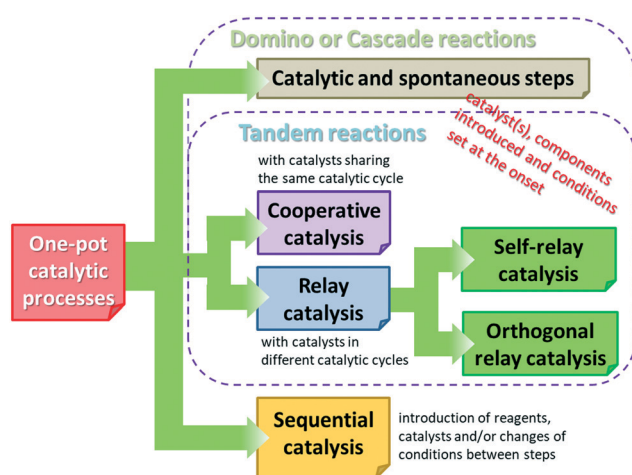 Domino or Cascade reactions
Catalytic and spontaneous steps
catalyst(s), components
introduced and conditions
set at the onset
Tandem reactions
with catalysts sharing
the same catalytic cycle
Cooperative
catalysis
One-pot
catalytic
processes
Relay
catalysis
with catalysts in
different catalytic cycles
Self-relay
catalysis
Orthogonal
relay catalysis
Sequential
catalysis
introduction of reagents,
catalysts and/or changes of
conditions between steps